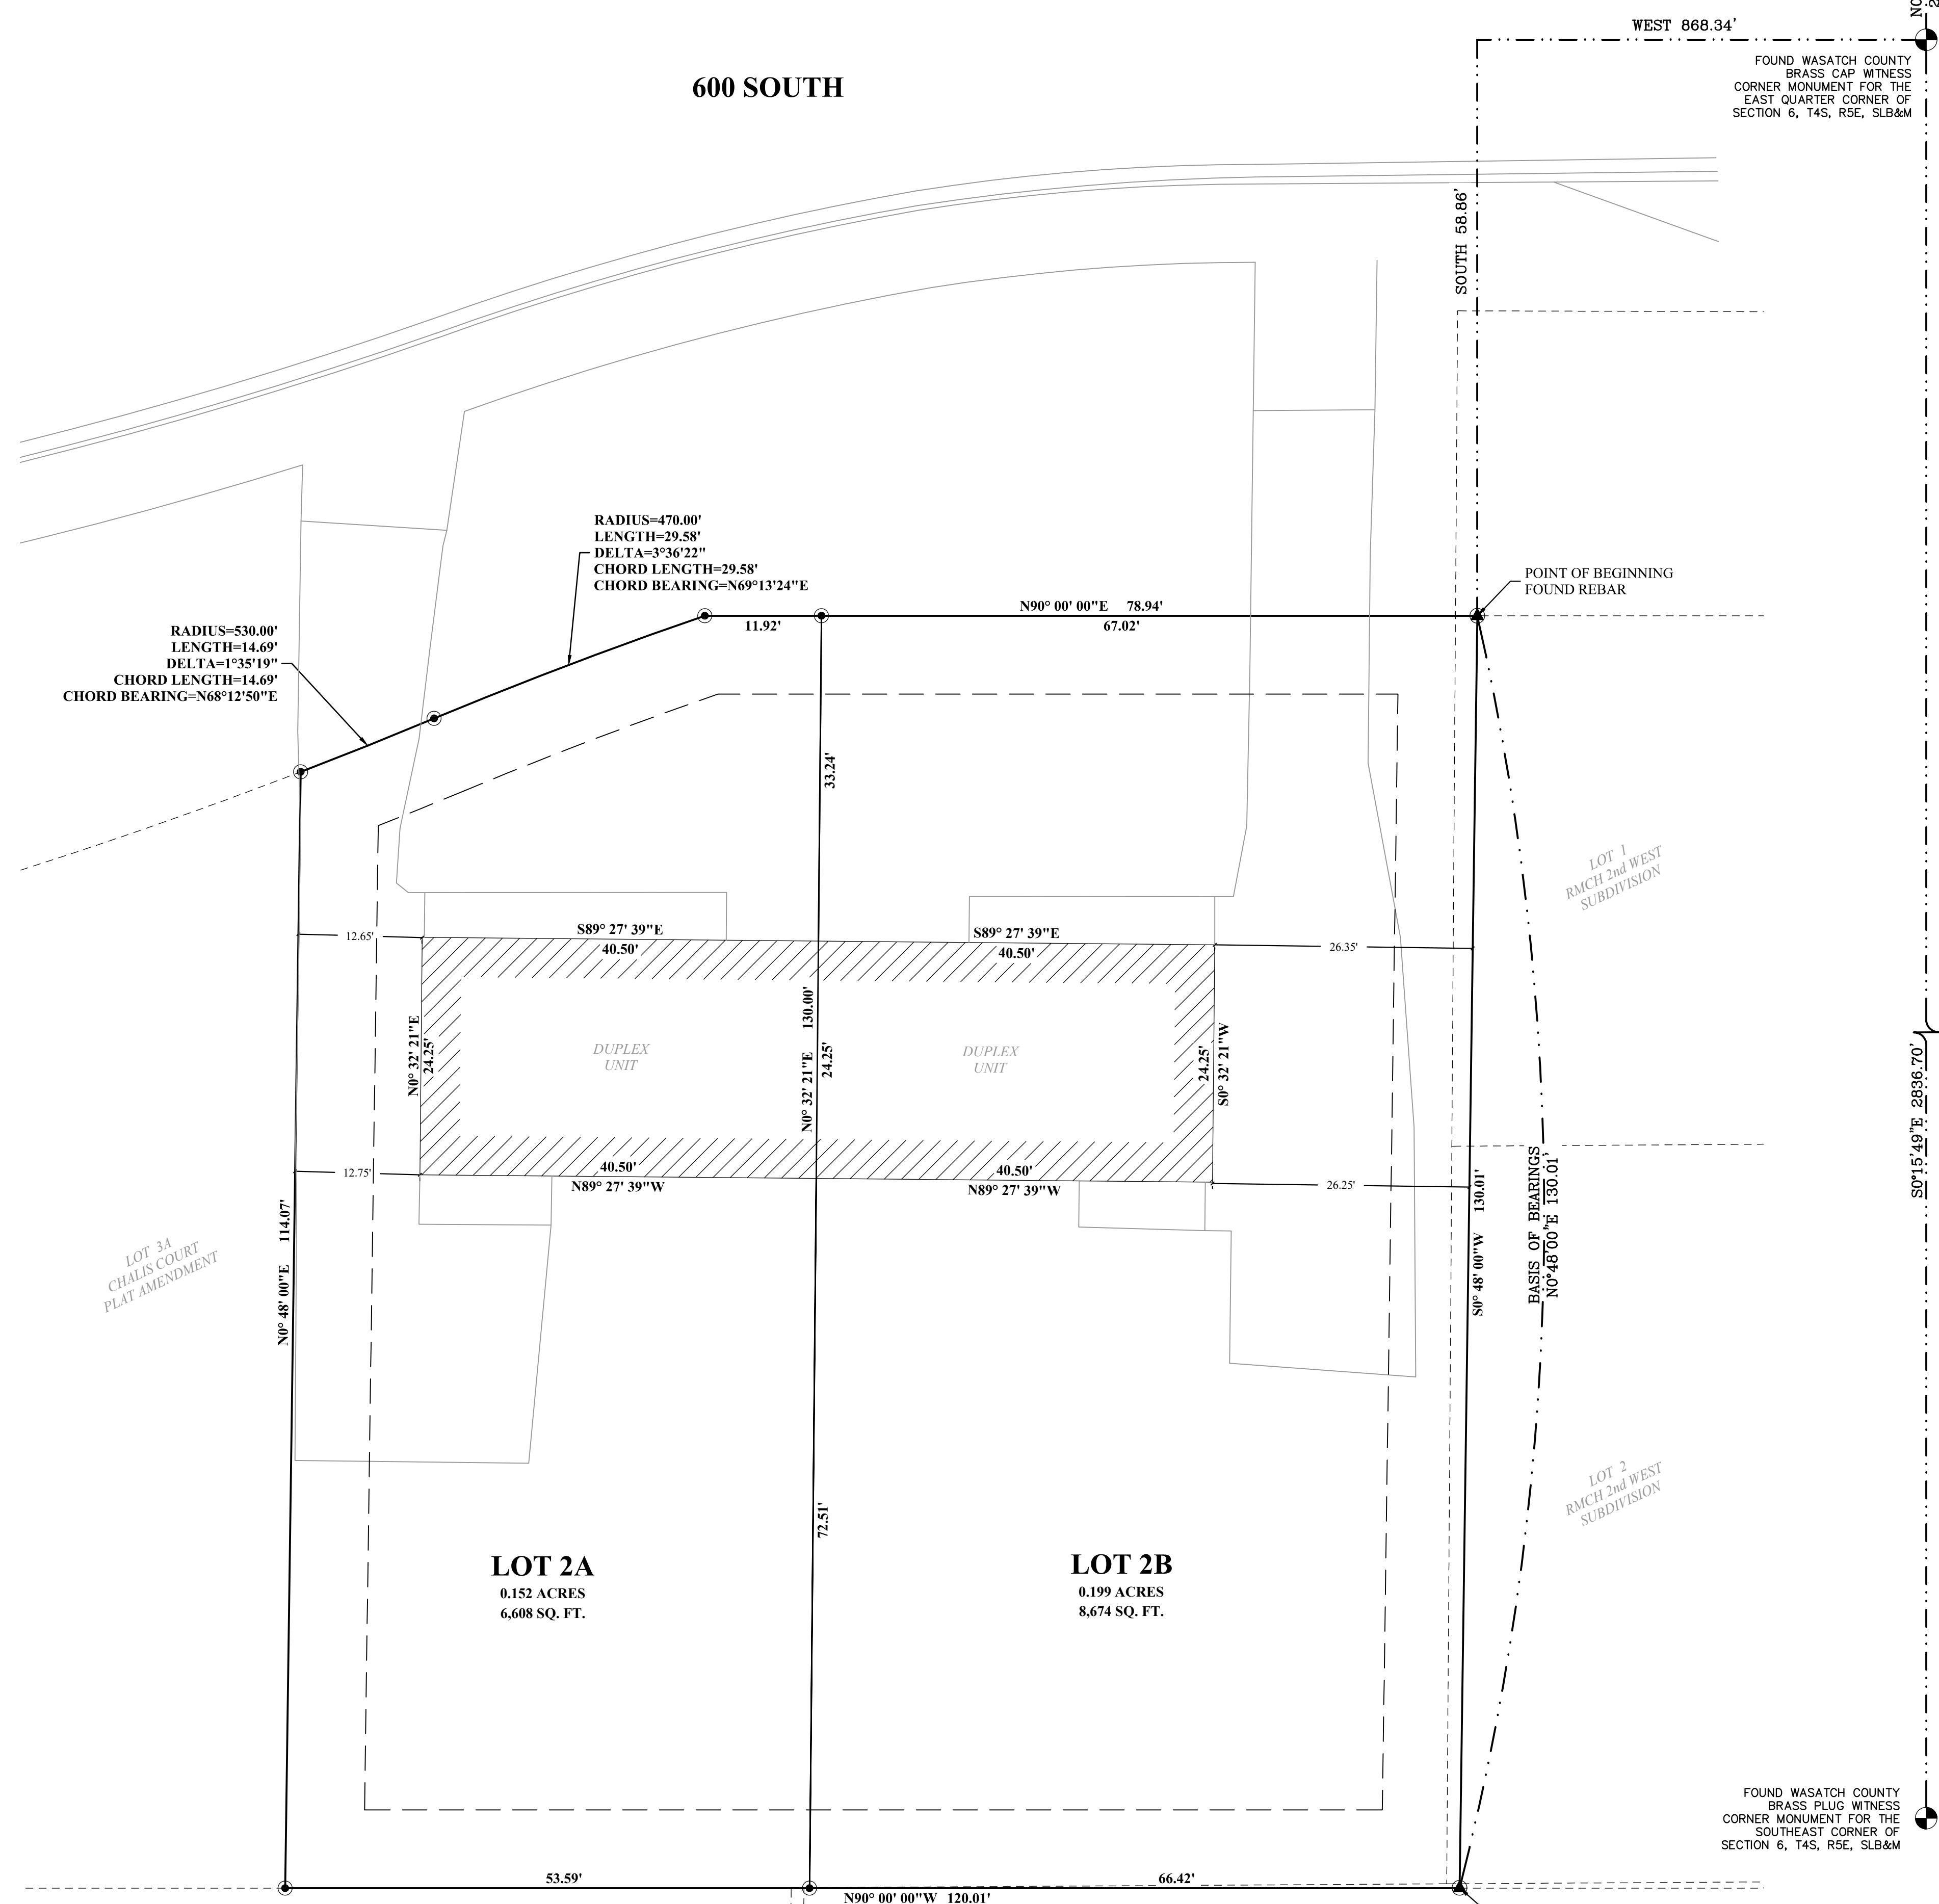 WEST 868.34'
N0
2
FOUND WASATCH COUNTY
BRASS CAP WITNESS
CORNER MONUMENT FOR THE
EAST QUARTER CORNER OF
SECTION 6, T4S, R5E, SLB&M
600 SOUTH
SOUTH 58.86'
RADIUS=470.00'
LENGTH=29.58'
DELTA=3°36'22"
CHORD LENGTH=29.58'
CHORD BEARING=N69°13'24"E
POINT OF BEGINNING
FOUND REBAR
N90° 00' 00"E 78.94'
11.92'
67.02'
RADIUS=530.00'
LENGTH=14.69'
DELTA=1°35'19"
CHORD LENGTH=14.69'
CHORD BEARING=N68°12'50"E
33.24'
LOT 1
RMCH 2nd WEST
SUBDIVISION
12.65'
S89° 27' 39"E
40.50'
S89° 27' 39"E
40.50'
26.35'
N0° 32' 21"E
24.25'
DUPLEX
UNIT
N0° 32' 21"E 130.00'
24.25'
DUPLEX
UNIT
24.25'
S0° 32' 21"W
S0°15'49"E 2836.70'
12.75'
40.50'
N89° 27' 39"W
40.50'
N89° 27' 39"W
26.25'
S0° 48' 00"W 130.01'
BASIS OF BEARINGS
N0°48'00"E 130.01'
LOT 3A
CHALIS COURT
PLAT AMENDMENT
N0° 48' 00"E 114.07'
LOT 2
RMCH 2nd WEST
SUBDIVISION
72.51'
LOT 2A
0.152 ACRES
6,608 SQ. FT.
LOT 2B
0.199 ACRES
8,674 SQ. FT.
FOUND WASATCH COUNTY
BRASS PLUG WITNESS
CORNER MONUMENT FOR THE
SOUTHEAST CORNER OF
SECTION 6, T4S, R5E, SLB&M
53.59'
66.42'
N90° 00' 00"W 120.01'